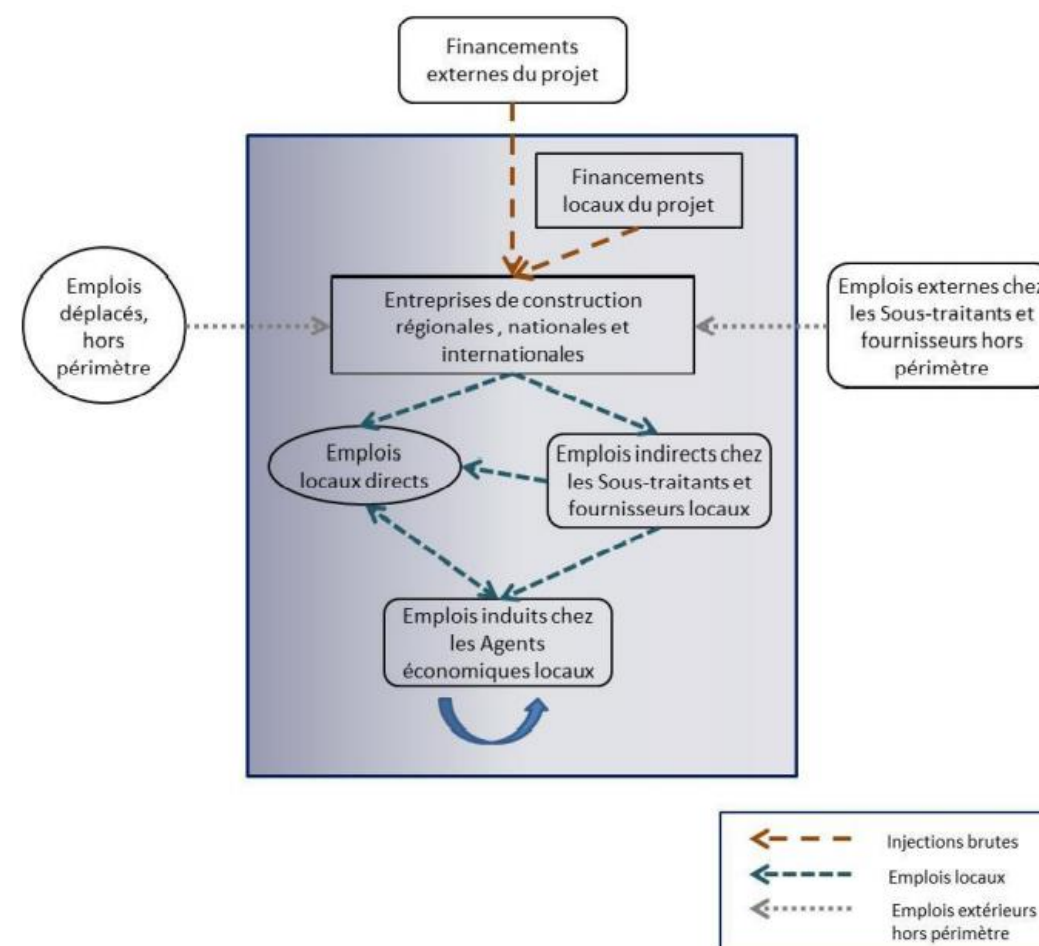 Financements
externes du projet
Financements
locaux du projet
Emplois
déplacés,
hors
périmètre
Entreprises de construction
régionales , nationales et
internationales
Emplois externes chez
les Sous-traitants et
fournisseurs hors
périmètre
Emplois
locaux directs
Emplois indirects chez
les Sous-traitants et
fournisseurs locaux
Emplois induits chez
les Agents
économiques locaux
Injections brutes
Emplois locaux
Emplois extérieurs
hors périmètre